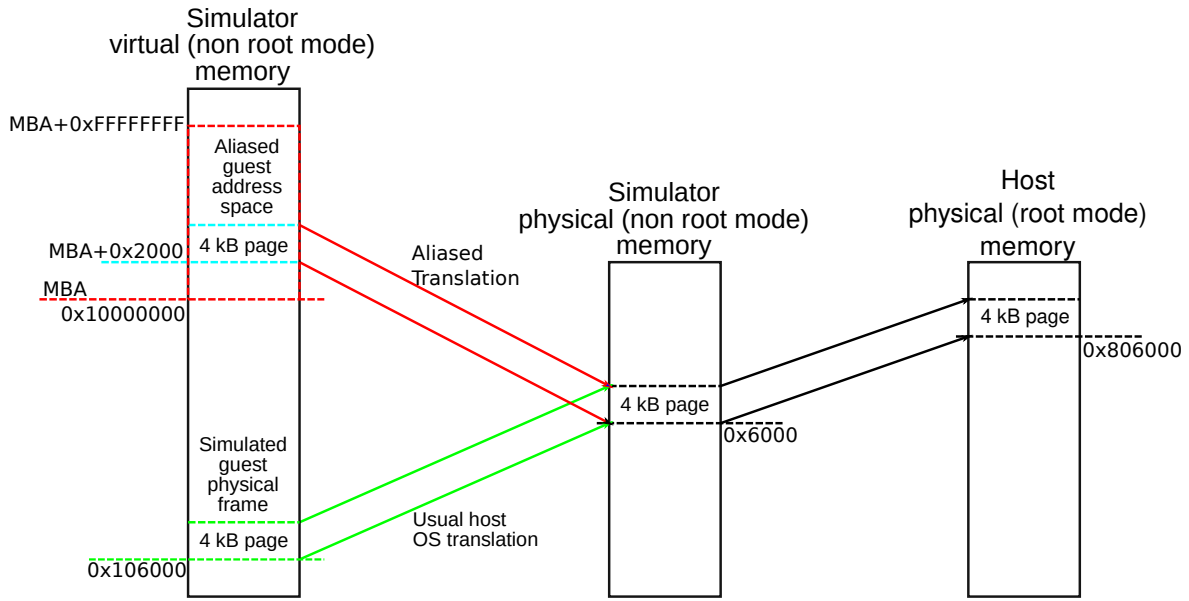 Simulator
virtual (non root mode)
memory
MBA+0xFFFFFFFF
Aliased
guest
address
space
MBA+0x2000
4 kB page
MBA
0x10000000
Simulated
guest
physical
frame
4 kB page
0x106000
Aliased
Translation
Usual host
OS translation
Simulator
physical (non root mode)
memory
4 kB page
0x6000
Host
physical (root mode)
memory
4 kB page
0x806000